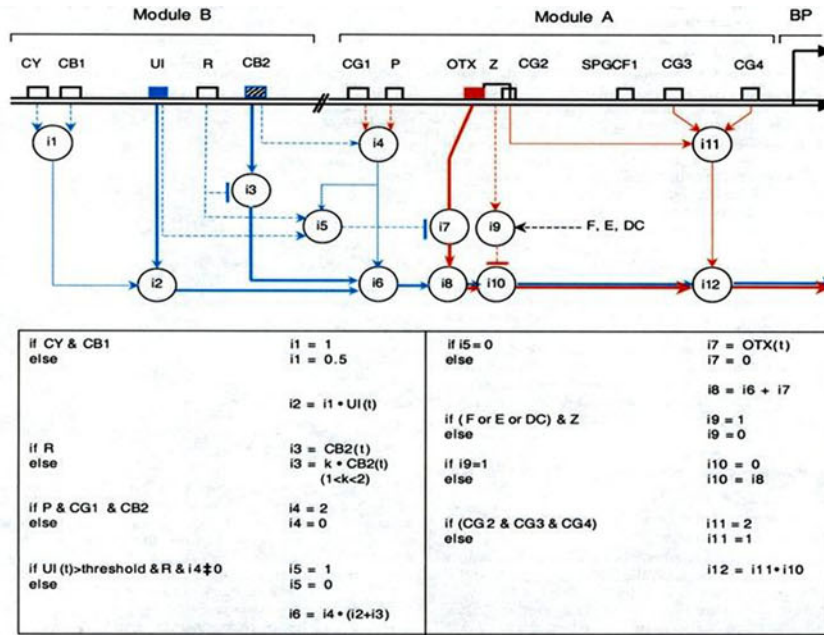 Module B Module A BP
CY CB1 UI R CB2 CG1 P OTX Z CG2 SPGCF1 CG3 CG4
i1 i4 i11
i3
i5 i7 i9 F, E, DC
i2 i6 i8 i10 i12
if CY & CB1 i1 = 1
else i1 = 0.5
i2 = i1 • UI(t)
if R i3 = CB2(t)
else i3 = k • CB2(t)
(1<k<2)
if P & CG1 & CB2 i4 = 2
else i4 = 0
if UI (t)>threshold & R & i4‡0 i5 = 1
else i5 = 0
i6 = i4 • (i2+i3)
if i5=0 i7 = OTX(t)
else i7 = 0
i8 = i6 + i7
if (F or E or DC) & Z i9 = 1
else i9 = 0
if i9=1 i10 = 0
else i10 = i8
if (CG2 & CG3 & CG4) i11 = 2
else i11 = 1
i12 = i11 • i10